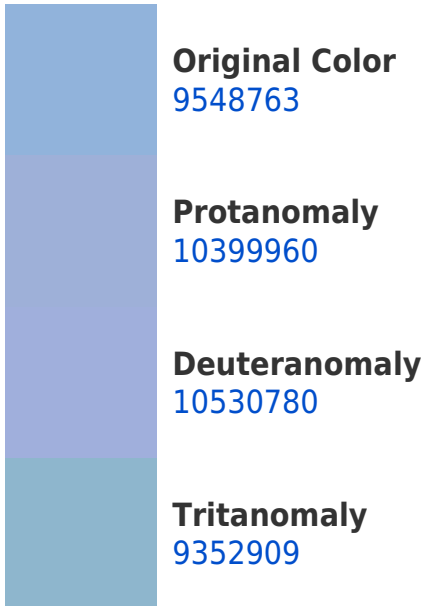 Original Color
9548763
Protanomaly
10399960
Deuteranomaly
10530780
Tritanomaly
9352909